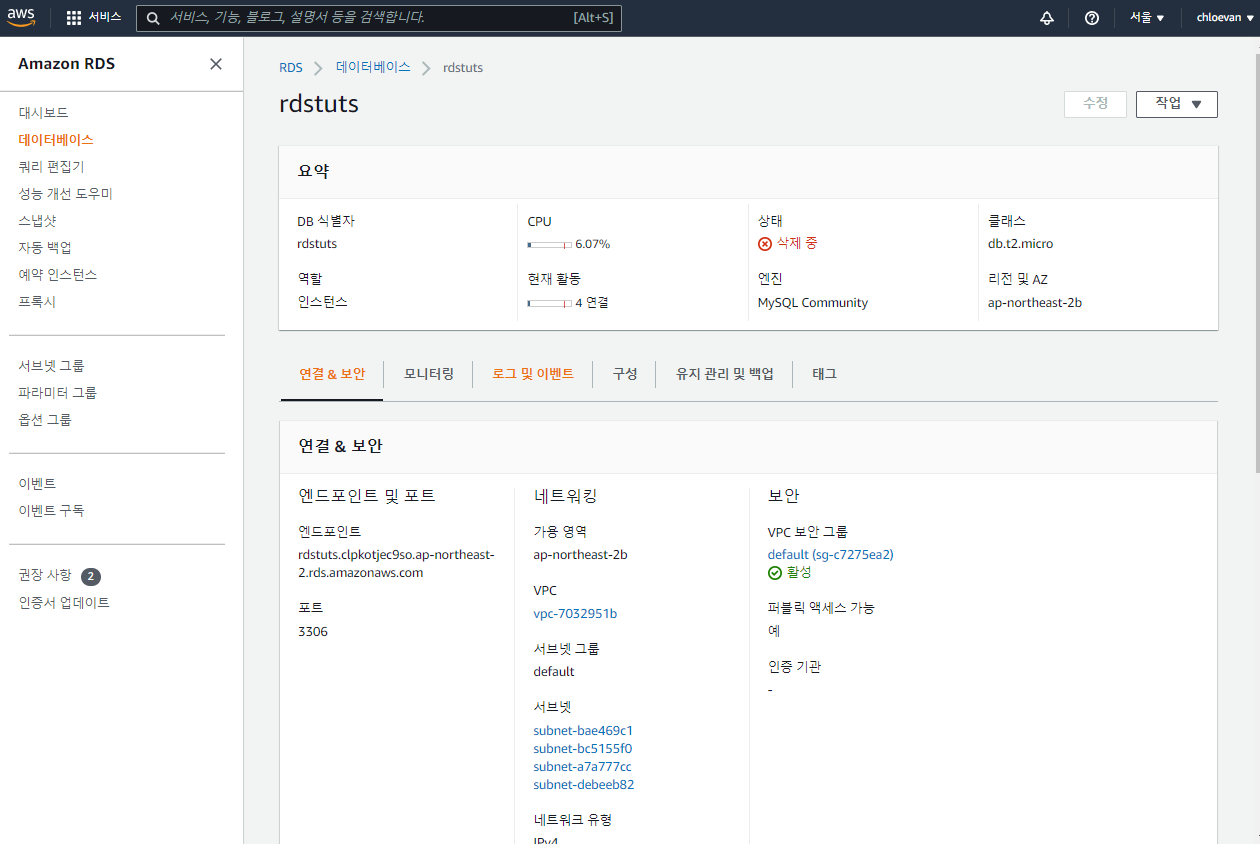 aws
서비스
서비스, 기능, 블로그, 설명서 등을 검색합니다.
[Alt+S]
서울 ▼
chloevan ▼
Amazon RDS
대시보드
데이터베이스
쿼리 편집기
성능 개선 도우미
스냅샷
자동 백업
예약 인스턴스
프록시
서브넷 그룹
파라미터 그룹
옵션 그룹
이벤트
이벤트 구독
권장 사항 2
인증서 업데이트
RDS > 데이터베이스 > rdstuts
rdstuts
수정
작업 ▼
요약
DB 식별자
rdstuts
역할
인스턴스
CPU
6.07%
현재 활동
4 연결
상태
삭제 중
엔진
MySQL Community
클래스
db.t2.micro
리전 및 AZ
ap-northeast-2b
연결 & 보안
모니터링
로그 및 이벤트
구성
유지 관리 및 백업
태그
연결 & 보안
엔드포인트 및 포트
엔드포인트
rdstuts.clpkotjec9so.ap-northeast-
2.rds.amazonaws.com
포트
3306
네트워킹
가용 영역
ap-northeast-2b
VPC
vpc-7032951b
서브넷 그룹
default
서브넷
subnet-bae469c1
subnet-bc5155f0
subnet-a7a777cc
subnet-debeeb82
네트워크 유형
IPv4
보안
VPC 보안 그룹
default (sg-c7275ea2)
활성
퍼블릭 액세스 가능
예
인증 기관
-